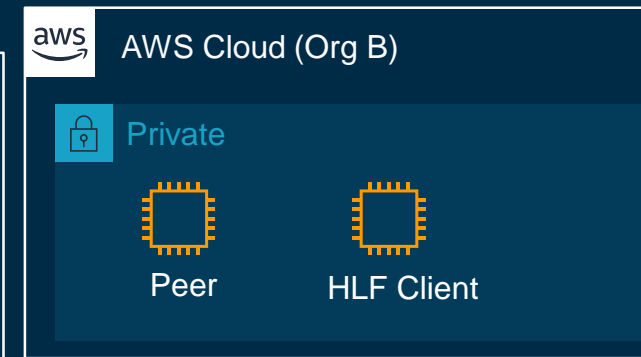 aws
AWS Cloud (Org B)
Private
Peer
HLF Client